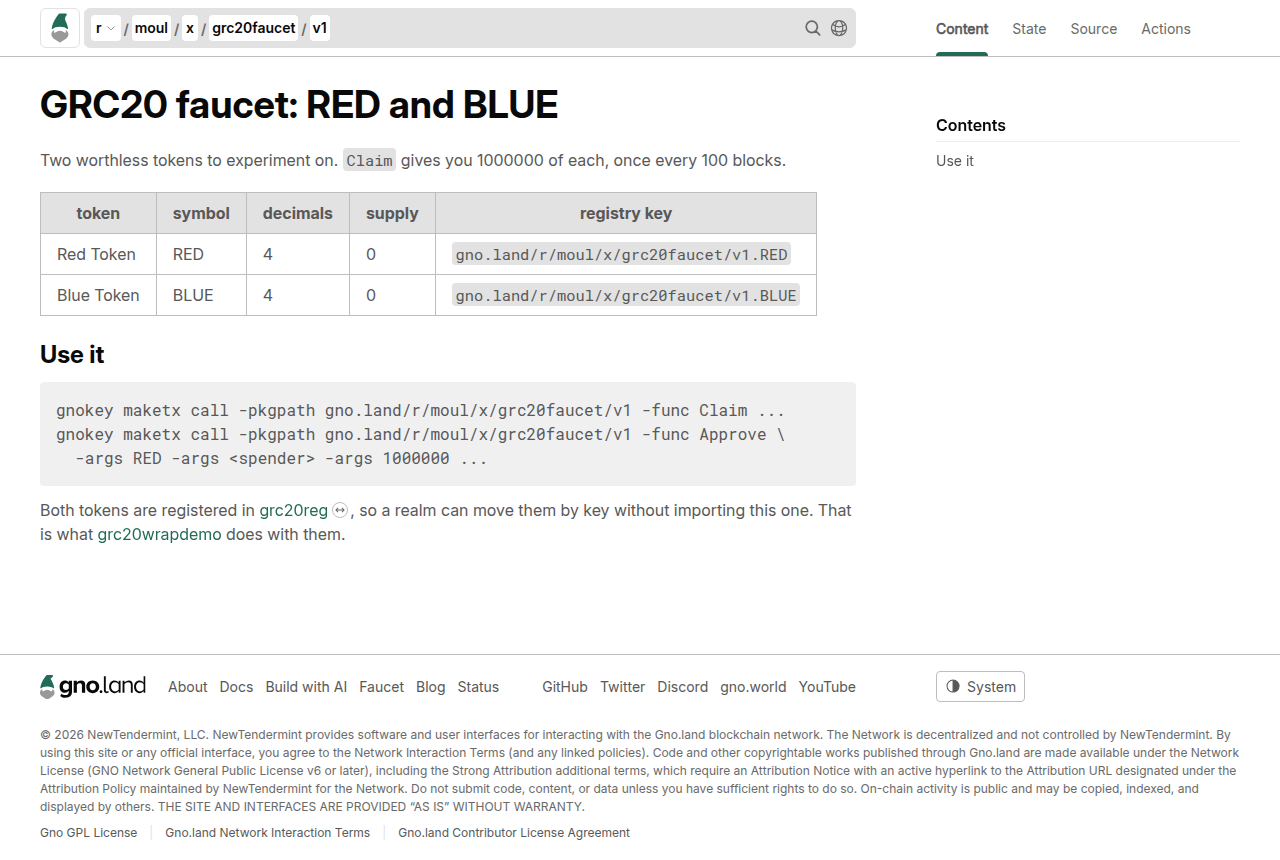 r / moul / x / grc20faucet / v1
Content State Source Actions
GRC20 faucet: RED and BLUE
Contents
Use it
Two worthless tokens to experiment on. Claim gives you 1000000 of each, once every 100 blocks.
token symbol decimals supply registry key
Red Token RED 4 0 gno.land/r/moul/x/grc20faucet/v1.RED
Blue Token BLUE 4 0 gno.land/r/moul/x/grc20faucet/v1.BLUE
Use it
gnokey maketx call -pkgpath gno.land/r/moul/x/grc20faucet/v1 -func Claim ...
gnokey maketx call -pkgpath gno.land/r/moul/x/grc20faucet/v1 -func Approve \
-args RED -args <spender> -args 1000000 ...
Both tokens are registered in grc20reg, so a realm can move them by key without importing this one. That
is what grc20wrapdemo does with them.
gno.land About Docs Build with AI Faucet Blog Status GitHub Twitter Discord gno.world YouTube System
© 2026 NewTendermint, LLC. NewTendermint provides software and user interfaces for interacting with the Gno.land blockchain network. The Network is decentralized and not controlled by NewTendermint. By
using this site or any official interface, you agree to the Network Interaction Terms (and any linked policies). Code and other copyrightable works published through Gno.land are made available under the Network
License (GNO Network General Public License v6 or later), including the Strong Attribution additional terms, which require an Attribution Notice with an active hyperlink to the Attribution URL designated under the
Attribution Policy maintained by NewTendermint for the Network. Do not submit code, content, or data unless you have sufficient rights to do so. On-chain activity is public and may be copied, indexed, and
displayed by others. THE SITE AND INTERFACES ARE PROVIDED “AS IS” WITHOUT WARRANTY.
Gno GPL License Gno.land Network Interaction Terms Gno.land Contributor License Agreement